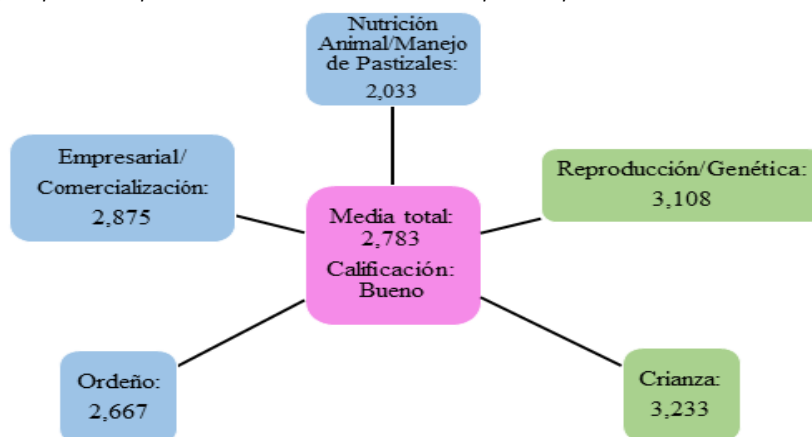 Nutrición
Animal/Manejo
de Pastizales:
2,033
Empresarial/
Comercialización:
2,875
Reproducción/Genética:
3,108
Media total:
2,783
Calificación:
Bueno
Ordeño:
2,667
Crianza:
3,233